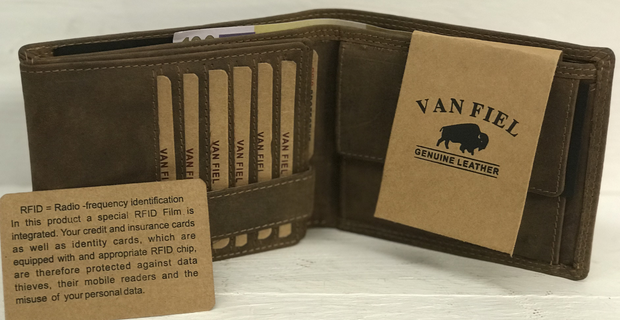 VAN FIEL
VAN FIEL
VAN FIEL
VAN FIEL
VAN FIEL
VAN FIEL
VAN FIEL
GENUINE LEATHER
RFID = Radio -frequency identification
In this product a special RFID Film is
integrated. Your credit and insurance cards
as well as identity cards, which are
equipped with and appropriate RFID chip,
are therefore protected against data
thieves, their mobile readers and the
misuse of your personal data.